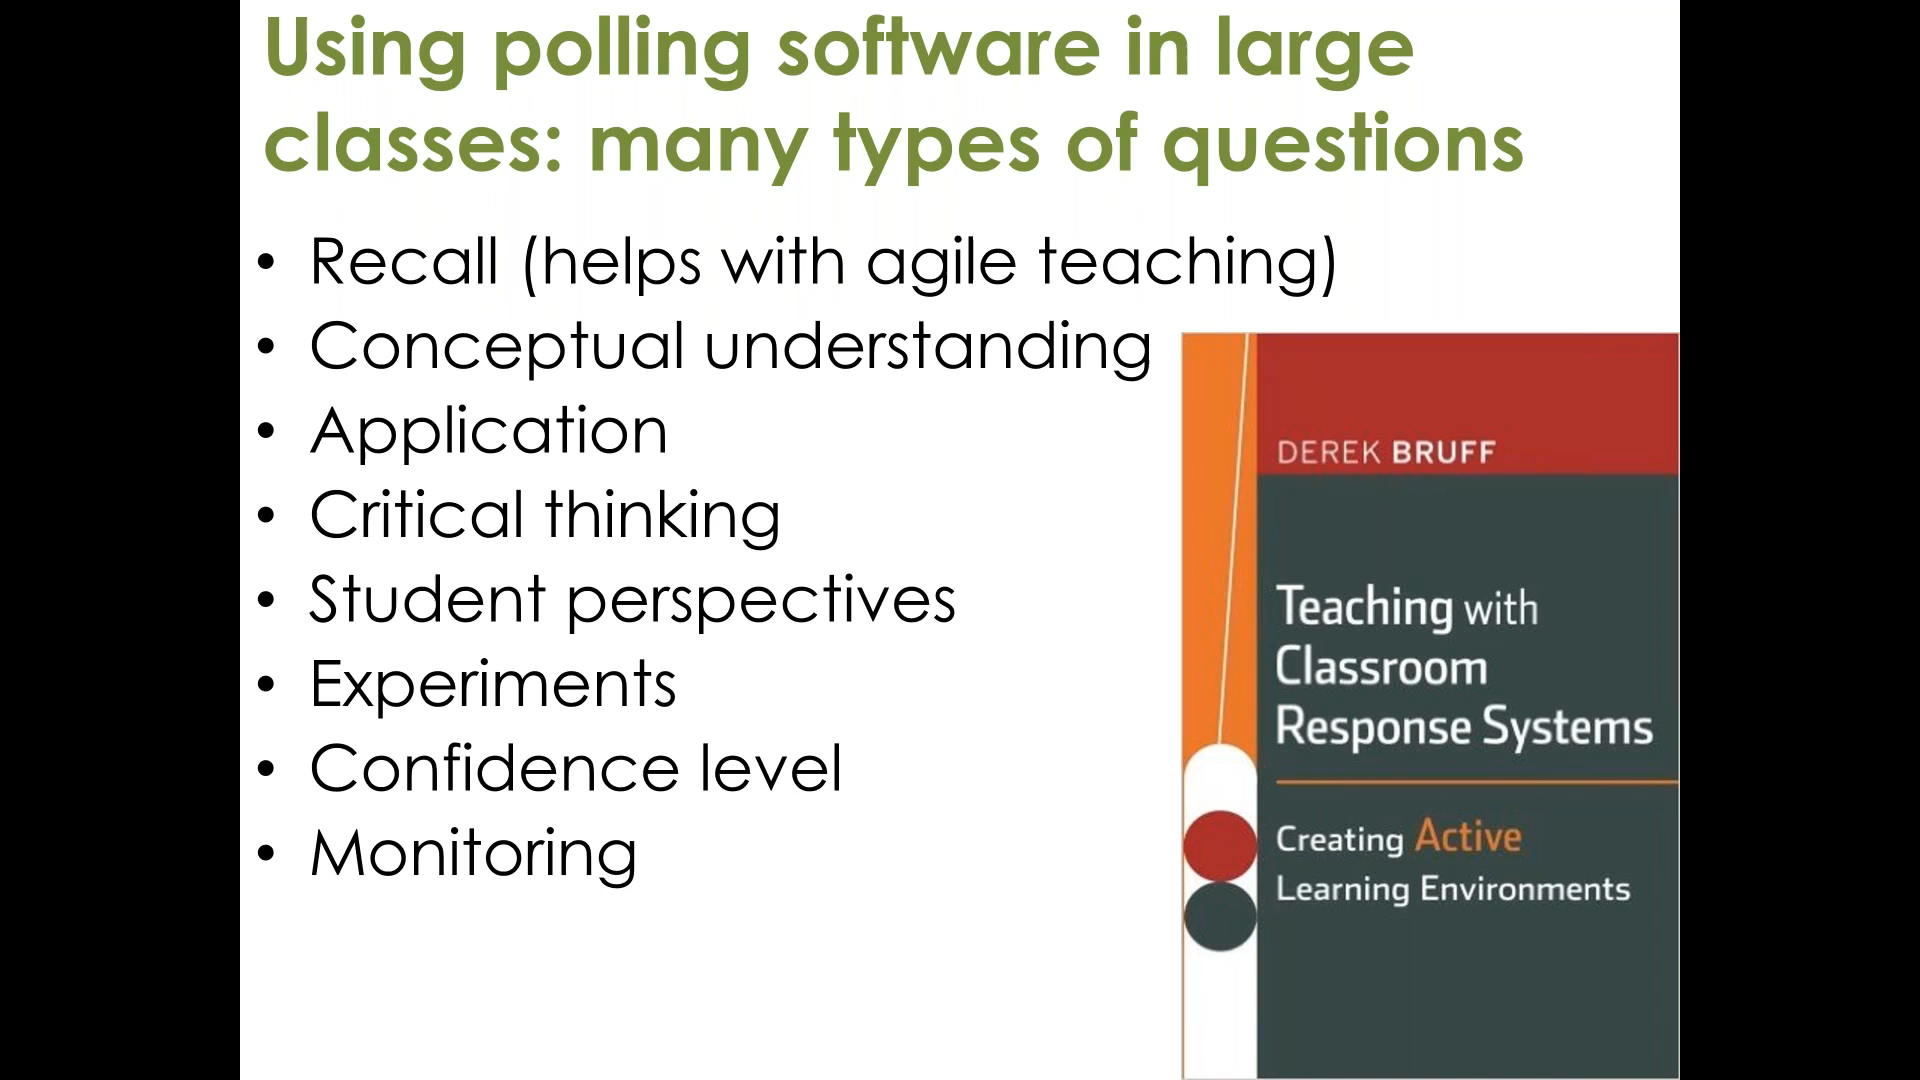 Using polling software in large
classes: many types of questions
• Recall (helps with agile teaching)
• Conceptual understanding
• Application
• Critical thinking
• Student perspectives
• Experiments
• Confidence level
• Monitoring
DEREK BRUFF
Teaching with
Classroom
Response Systems
Creating Active
Learning Environments